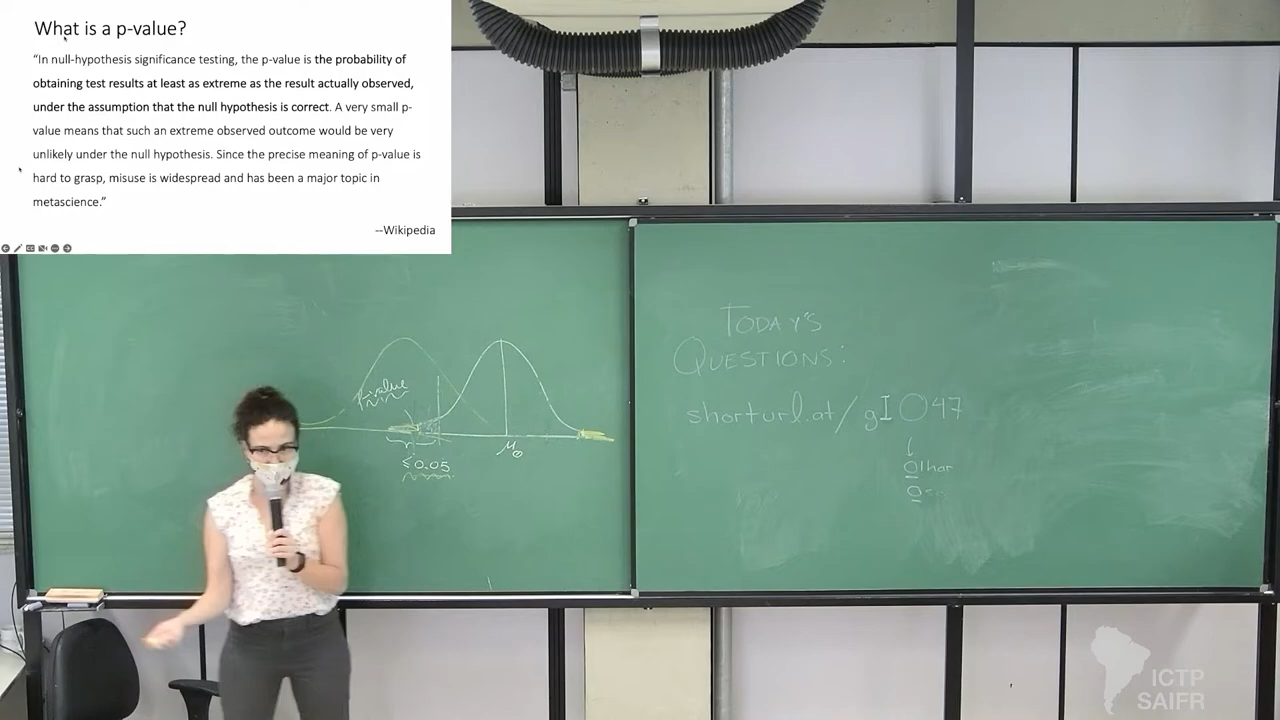 What is a p-value?
“In null-hypothesis significance testing, the p-value is the probability of
obtaining test results at least as extreme as the result actually observed,
under the assumption that the null hypothesis is correct. A very small p-
value means that such an extreme observed outcome would be very
unlikely under the null hypothesis. Since the precise meaning of p-value is
hard to grasp, misuse is widespread and has been a major topic in
metascience.”
--Wikipedia
p-value
≤0.05
μ₀
TODAY'S
QUESTIONS:
shorturl.at/gIO47
Olhar
ICTP
SAIFR